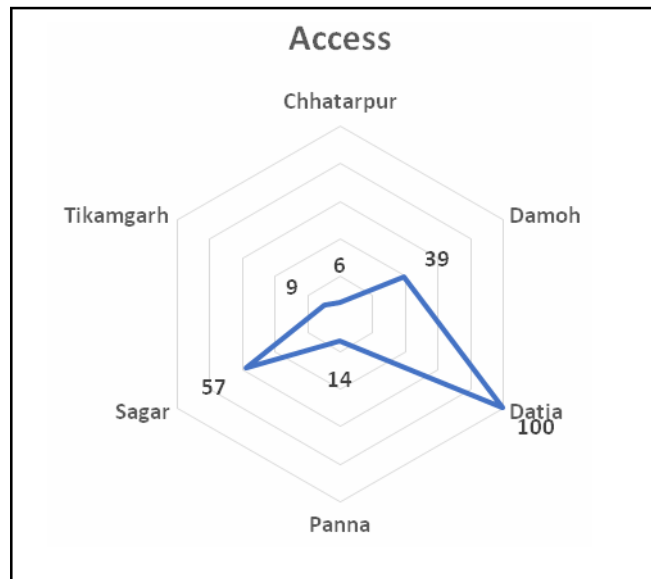 Access
Chhatarpur
Tikamgarh
Damoh
6
39
9
57
14
Sagar
Datia
100
Panna